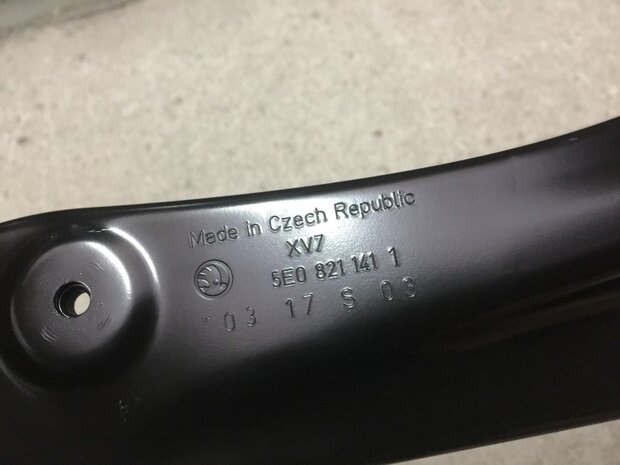 Made in Czech Republic
XV7
5E0 821 141 1
03 17 S 03